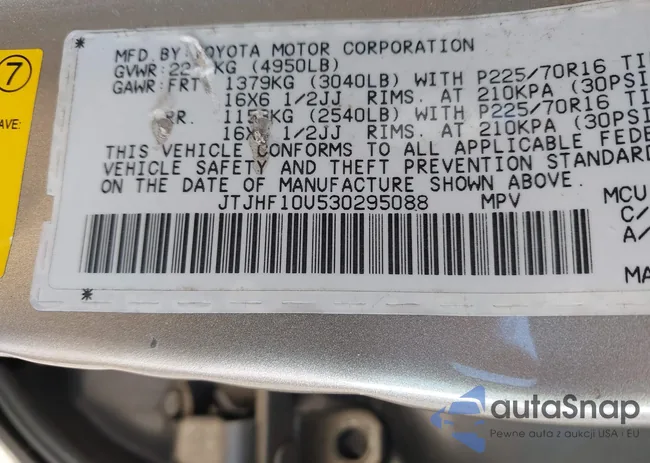 7
AVE:
MFD BY: TOYOTA MOTOR CORPORATION
GVWR: KG (4950LB)
GAWR: FRT 1379KG (3040LB) WITH P225/70R16 TI
16X6 1/2JJ RIMS. AT 210KPA (30PSI
RR. KG (2540LB) WITH P225/70R16 TI
16X6 1/2JJ RIMS. AT 210KPA (30PSI
THIS VEHICLE CONFORMS TO ALL APPLICABLE FEDE
VEHICLE SAFETY AND THEFT PREVENTION STANDARD
ON THE DATE OF MANUFACTURE SHOWN ABOVE.
JTJHF10U530295088 MPV MCU
C/
A/
MA
autaSnap
Pewne auta z aukcji USA i EU